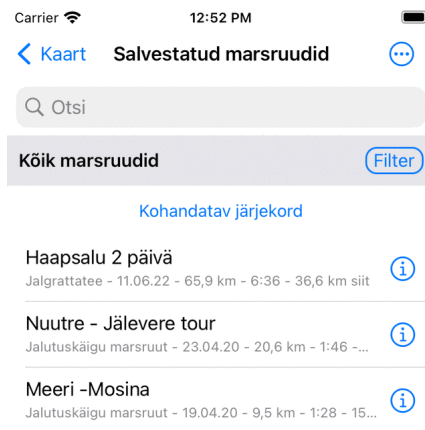 Carrier 12:52 PM
Kaart Salvestatud marsruudid
Otsi
Kõik marsruudid Filter
Kohandatav järjekord
Haapsalu 2 päivä
Jalgrattatee - 11.06.22 - 65,9 km - 6:36 - 36,6 km siit
Nuutre - Jälevere tour
Jalutuskäigu marsruut - 23.04.20 - 20,6 km - 1:46 -...
Meeri -Mosina
Jalutuskäigu marsruut - 19.04.20 - 9,5 km - 1:28 - 15...